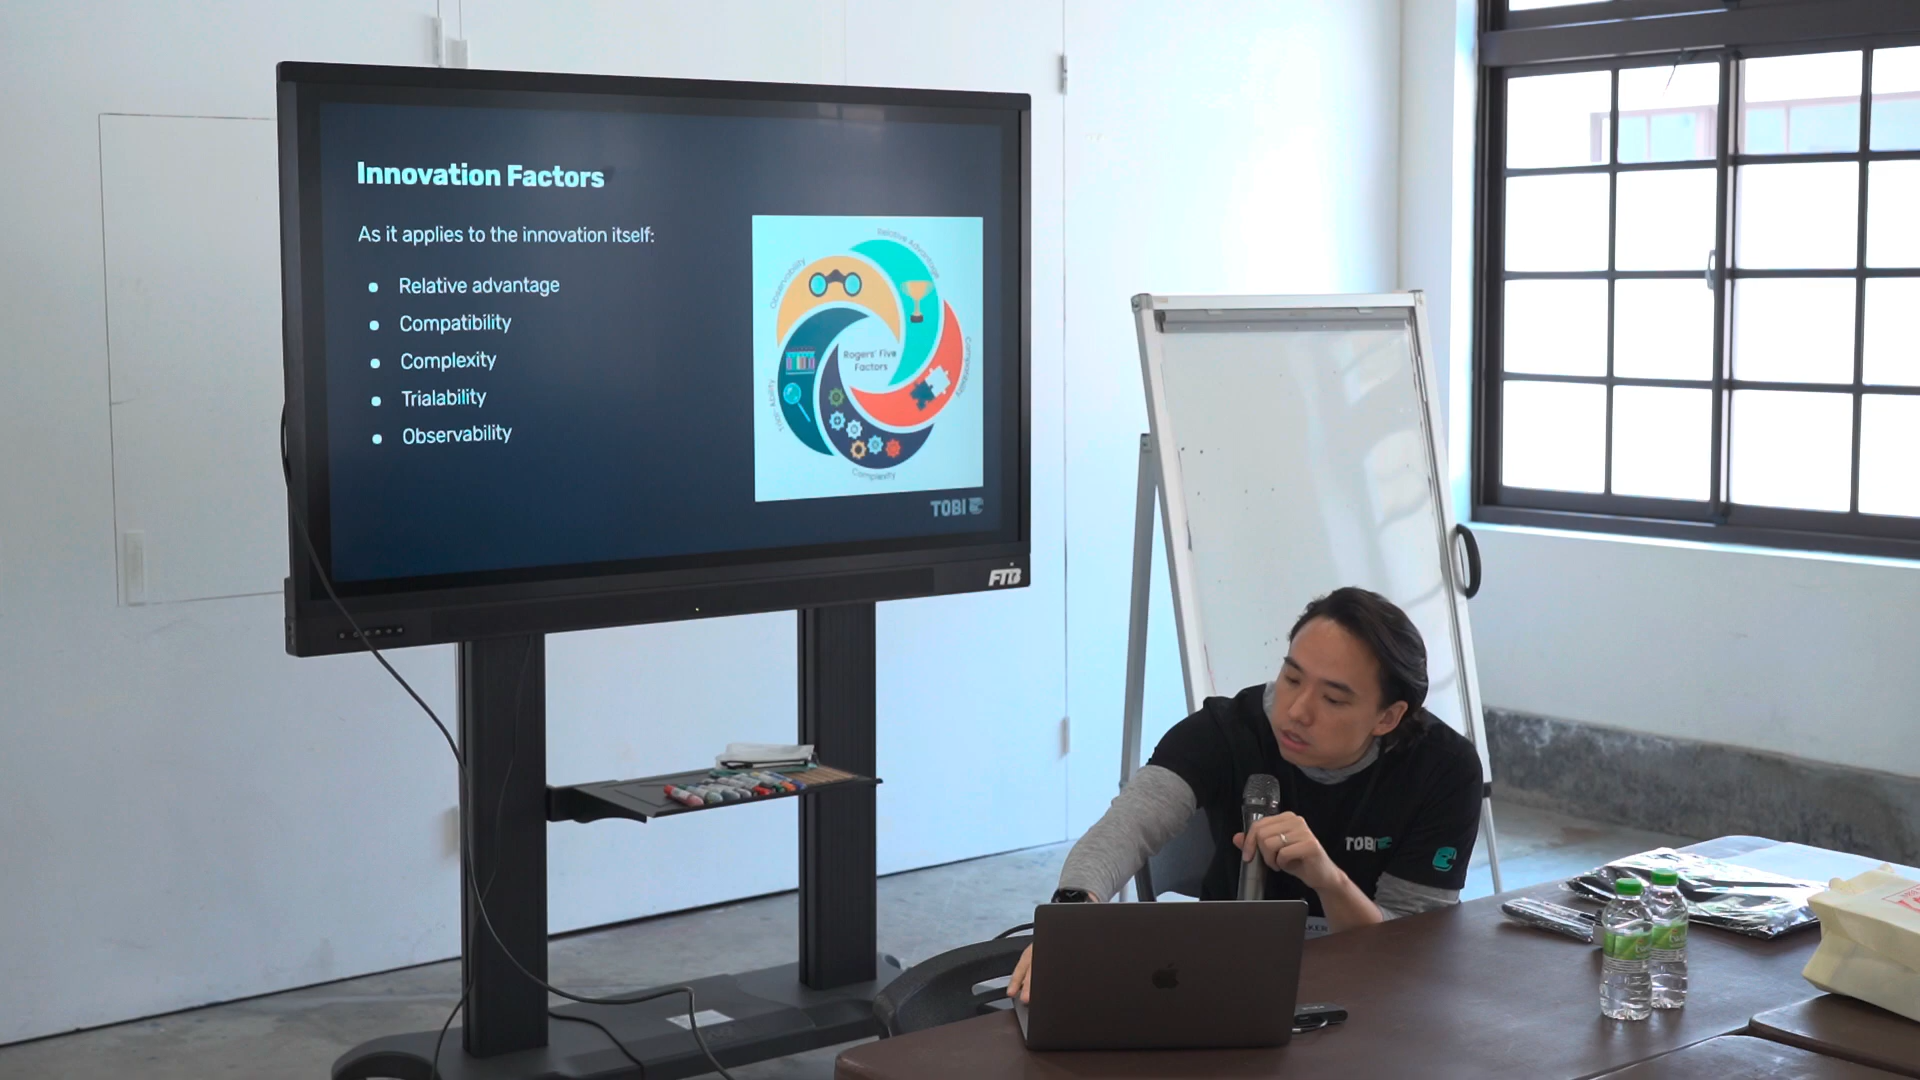 Innovation Factors
As it applies to the innovation itself:
Relative advantage
Compatibility
Complexity
Trialability
Observability
Observability
Relative Advantage
Compatibility
Rogers' Five
Factors
Complexity
TOBI
FTB
TOBI